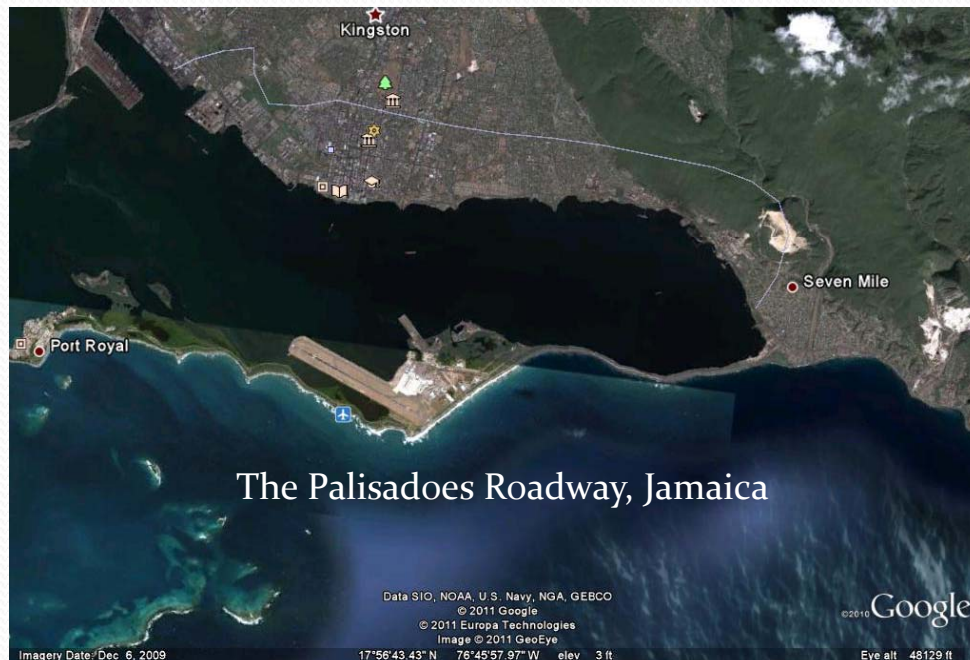 Kingston
Seven Mile
Port Royal
The Palisadoes Roadway, Jamaica
Data SIO, NOAA, U.S. Navy, NGA, GEBCO
© 2011 Google
© 2011 Europa Technologies
Image © 2011 GeoEye
©2010 Google
Imagery Date: Dec 6, 2009 17°56'43.43" N 76°45'57.97" W elev 3 ft Eye alt 48129 ft